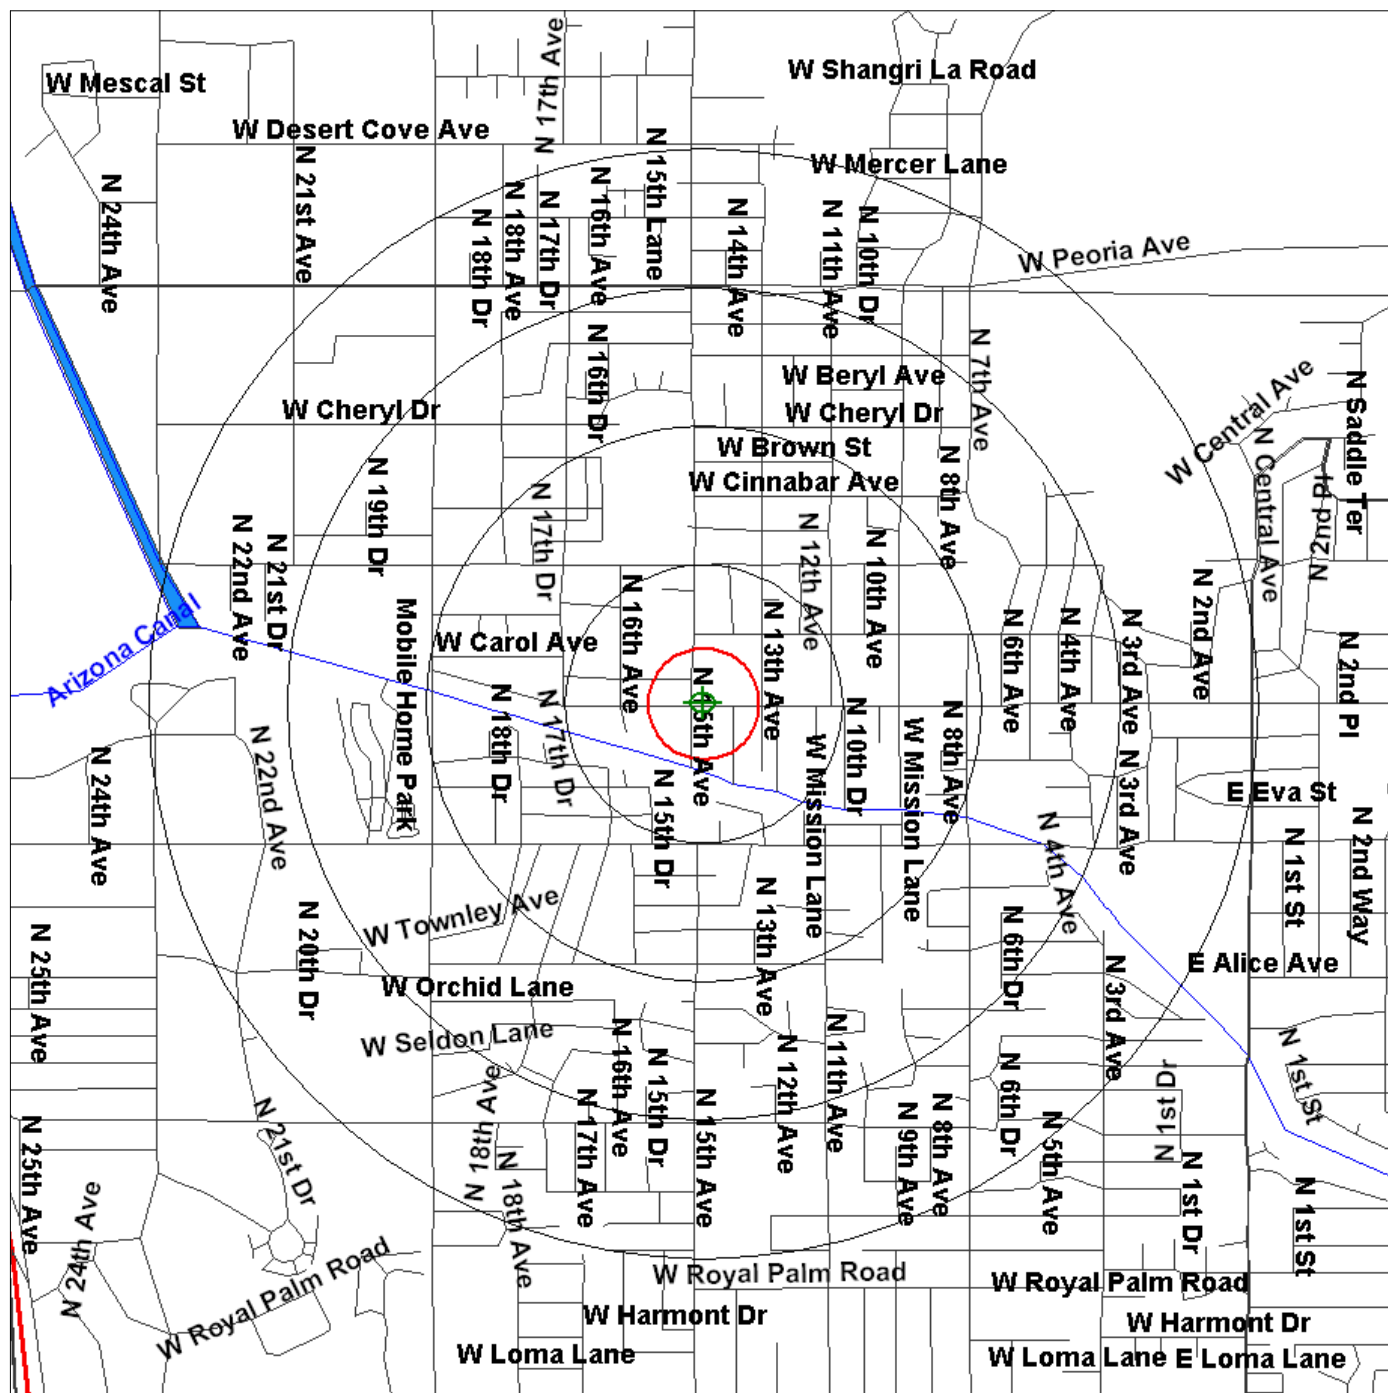 W Mescal St
W Shangri La Road
N 17th Ave
W Desert Cove Ave
W Mercer Lane
N 24th Ave
N 21st Ave
N 18th Dr
N 18th Ave
N 17th Dr
N 16th Ave
N 15th Lane
N 14th Ave
N 11th Ave
N 10th Dr
W Peoria Ave
N 16th Dr
W Beryl Ave
W Cheryl Dr
W Cheryl Dr
N 7th Ave
W Central Ave
N Saddle Ter
W Brown St
W Cinnabar Ave
N 19th Dr
N 17th Dr
N 8th Ave
N Central Ave
N 2nd Pl
N 22nd Ave
N 21st Dr
N 12th Ave
N 10th Ave
N 16th Ave
N 13th Ave
N 6th Ave
N 4th Ave
N 3rd Ave
N 2nd Ave
N 2nd Pl
Arizona Canal
Mobile Home Park
W Carol Ave
N 15th Ave
N 18th Dr
N 17th Dr
N 10th Dr
W Mission Lane
W Mission Lane
N 8th Ave
N 3rd Ave
N 24th Ave
N 22nd Ave
N 15th Dr
E Eva St
N 4th Ave
N 1st St
N 2nd Way
W Townley Ave
N 13th Ave
N 25th Ave
N 20th Dr
N 6th Dr
N 3rd Ave
E Alice Ave
W Orchid Lane
W Seldon Lane
N 16th Ave
N 15th Dr
N 12th Ave
N 11th Ave
N 6th Dr
N 1st Dr
N 1st St
N 18th Ave
N 17th Ave
N 15th Ave
N 9th Ave
N 8th Ave
N 5th Ave
N 21st Dr
N 25th Ave
N 24th Ave
N 18th Ave
N 1st Dr
N 1st St
W Royal Palm Road
W Royal Palm Road
W Royal Palm Road
W Harmont Dr
W Harmont Dr
W Loma Lane
W Loma Lane
E Loma Lane